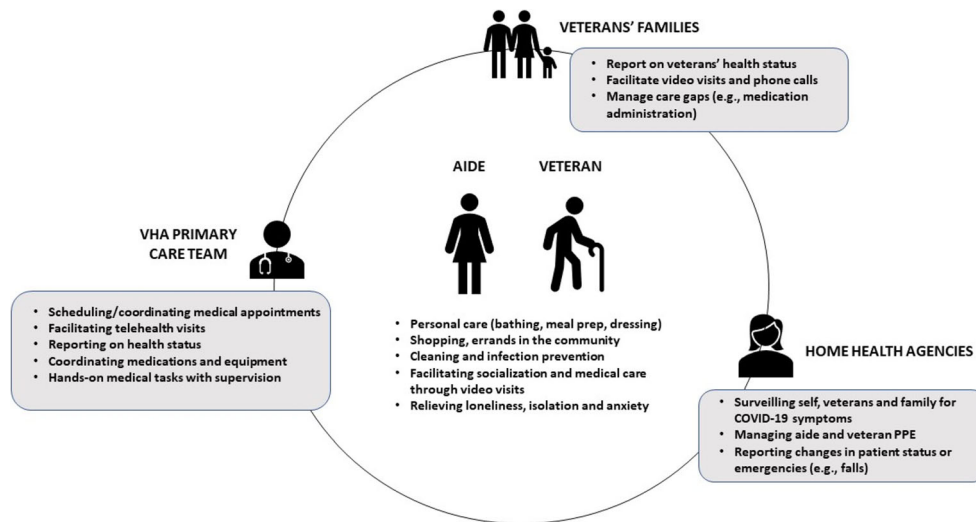 VETERANS' FAMILIES
• Report on veterans' health status
• Facilitate video visits and phone calls
• Manage care gaps (e.g., medication
administration)
AIDE
VETERAN
VHA PRIMARY
CARE TEAM
• Scheduling/coordinating medical appointments
• Facilitating telehealth visits
• Reporting on health status
• Coordinating medications and equipment
• Hands-on medical tasks with supervision
• Personal care (bathing, meal prep, dressing)
• Shopping, errands in the community
• Cleaning and infection prevention
• Facilitating socialization and medical care
through video visits
• Relieving loneliness, isolation and anxiety
HOME HEALTH AGENCIES
• Surveilling self, veterans and family for
COVID-19 symptoms
• Managing aide and veteran PPE
• Reporting changes in patient status or
emergencies (e.g., falls)